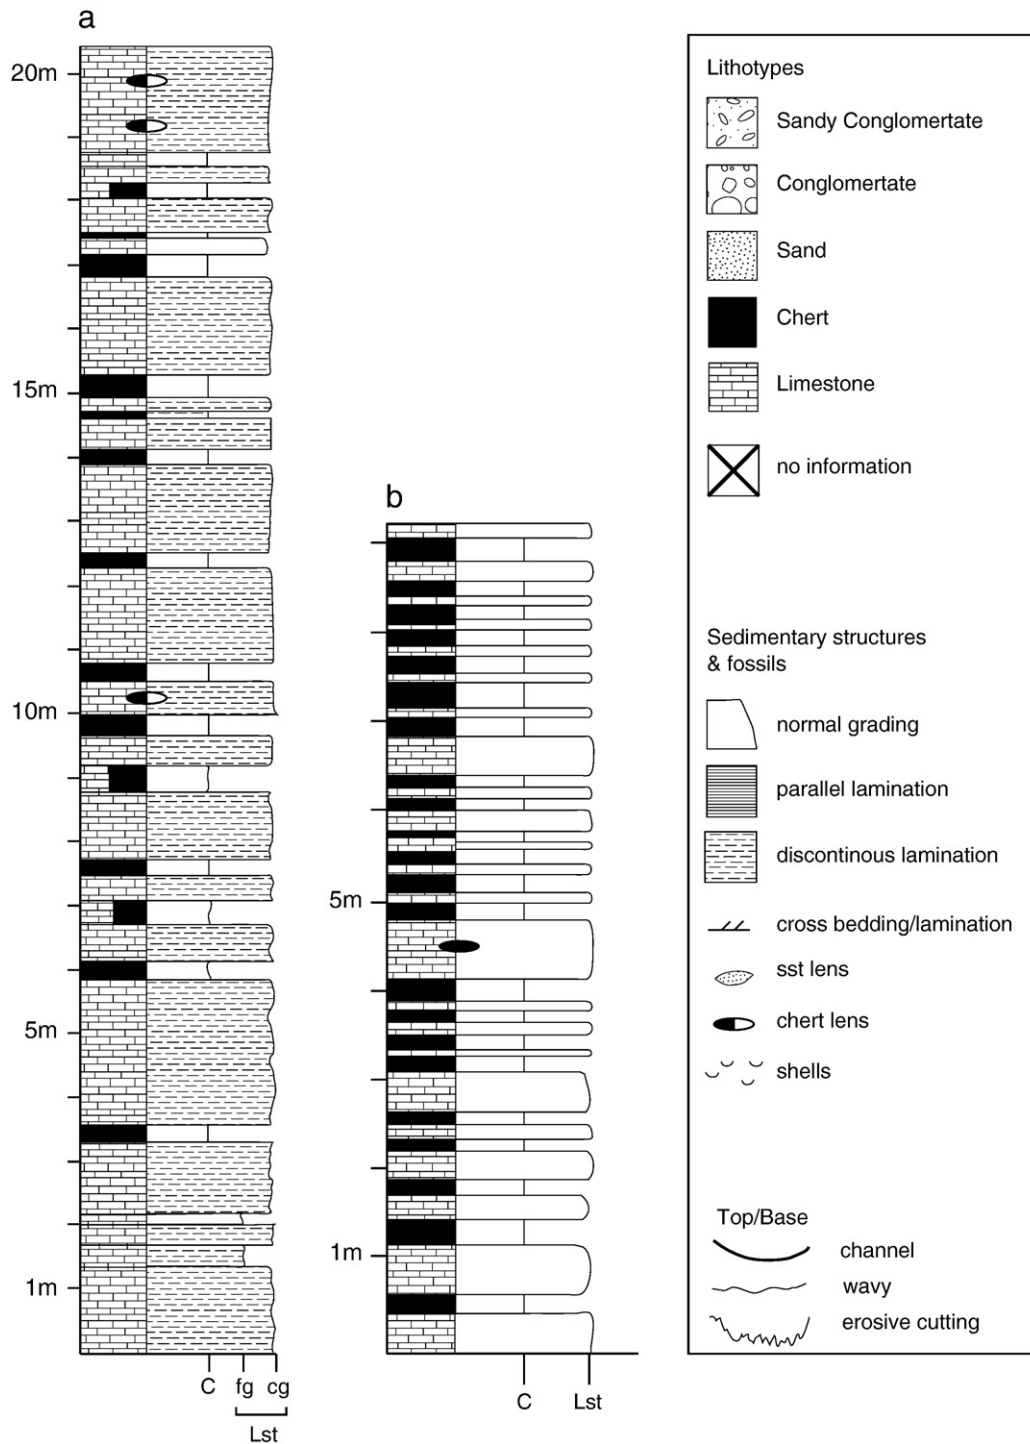 a
20m
15m
10m
5m
1m
C fg cg
Lst
b
5m
1m
C Lst
Lithotypes
Sandy Conglomertate
Conglomertate
Sand
Chert
Limestone
no information
Sedimentary structures
& fossils
normal grading
parallel lamination
discontinous lamination
cross bedding/lamination
sst lens
chert lens
shells
Top/Base
channel
wavy
erosive cutting